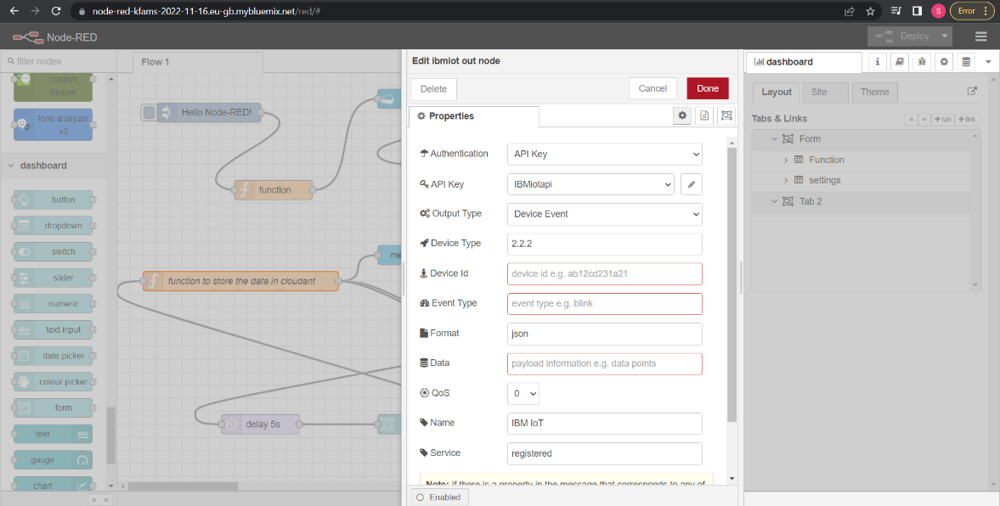 node-red-kfams-2022-11-16.eu-gb.mybluemix.net/red/#
S
Error
Node-RED
Deploy
filter nodes
custom
builder
tone analyzer
v3
dashboard
button
dropdown
switch
slider
123 numeric
abc text input
date picker
colour picker
form
text abc
gauge
chart
Flow 1
Hello Node-RED!
f function
me
f function to store the data in cloudant
delay 5s
Edit ibmiot out node
Delete
Cancel
Done
Properties
Authentication
API Key
API Key
IBMiotapi
Output Type
Device Event
Device Type
2.2.2
Device Id
device id e.g. ab12cd231a21
Event Type
event type e.g. blink
Format
json
Data
payload information e.g. data points
QoS
0
Name
IBM IoT
Service
registered
Note: If there is a property in the message that corresponds to any of
Enabled
dashboard
i
Layout
Site
Theme
Tabs & Links
+tab
+link
Form
Function
settings
Tab 2